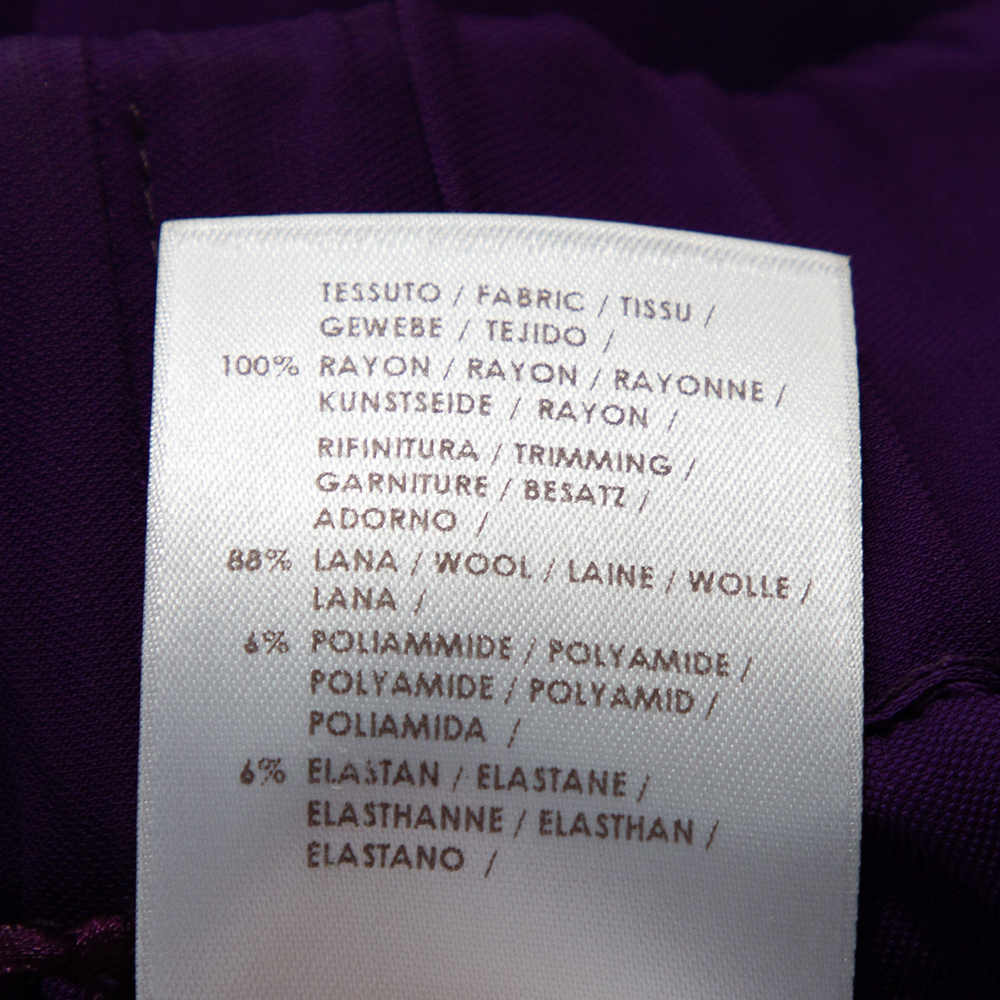 TESSUTO / FABRIC / TISSU /
GEWEBE / TEJIDO /
100% RAYON / RAYON / RAYONNE /
KUNSTSEIDE / RAYON /
RIFINITURA / TRIMMING /
GARNITURE / BESATZ /
ADORNO /
88% LANA / WOOL / LAINE / WOLLE /
LANA /
6% POLIAMMIDE / POLYAMIDE /
POLYAMIDE / POLYAMID /
POLIAMIDA /
6% ELASTAN / ELASTANE /
ELASTHANNE / ELASTHAN /
ELASTANO /